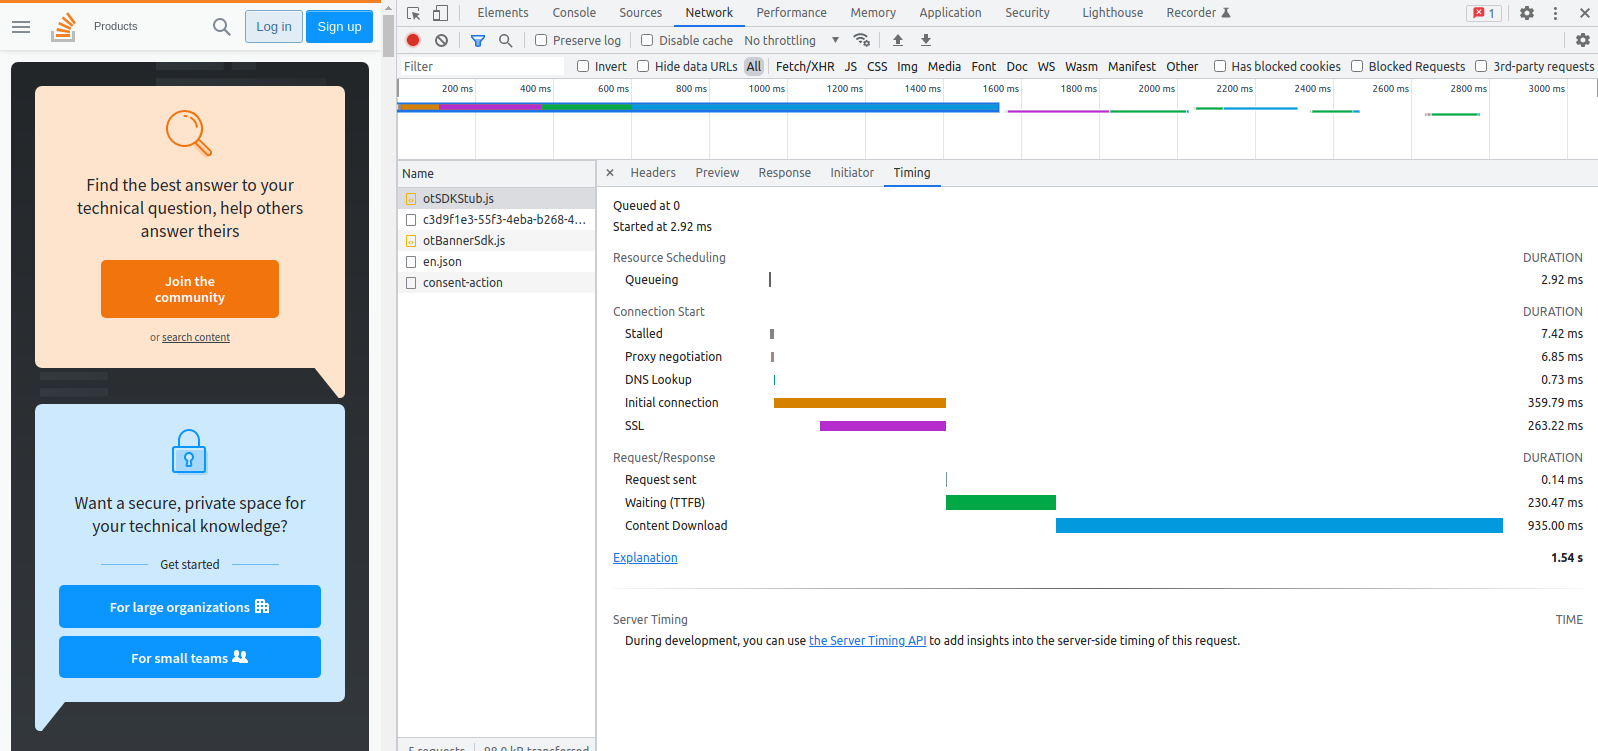 Products
Log in
Sign up
Find the best answer to your
technical question, help others
answer theirs
Join the
community
or search content
Want a secure, private space for
your technical knowledge?
Get started
For large organizations
For small teams
Elements Console Sources Network Performance Memory Application Security Lighthouse Recorder 1
Preserve log Disable cache No throttling
Filter Invert Hide data URLs All Fetch/XHR JS CSS Img Media Font Doc WS Wasm Manifest Other Has blocked cookies Blocked Requests 3rd-party requests
200 ms 400 ms 600 ms 800 ms 1000 ms 1200 ms 1400 ms 1600 ms 1800 ms 2000 ms 2200 ms 2400 ms 2600 ms 2800 ms 3000 ms
Name
otSDKStub.js
c3d9f1e3-55f3-4eba-b268-4...
otBannerSdk.js
en.json
consent-action
5 requests 98.0 kB transferred
× Headers Preview Response Initiator Timing
Queued at 0
Started at 2.92 ms
Resource Scheduling DURATION
Queueing 2.92 ms
Connection Start DURATION
Stalled 7.42 ms
Proxy negotiation 6.85 ms
DNS Lookup 0.73 ms
Initial connection 359.79 ms
SSL 263.22 ms
Request/Response DURATION
Request sent 0.14 ms
Waiting (TTFB) 230.47 ms
Content Download 935.00 ms
Explanation 1.54 s
Server Timing TIME
During development, you can use the Server Timing API to add insights into the server-side timing of this request.